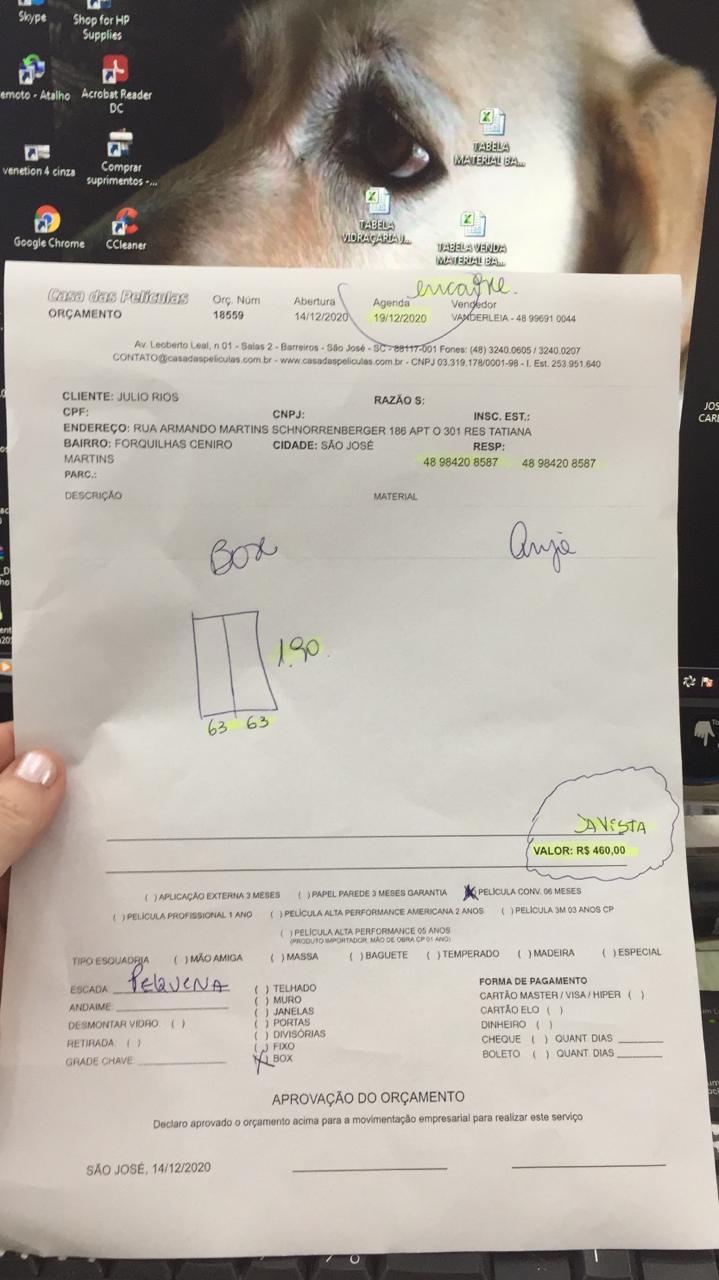 Skype
Shop for HP
Supplies
emoto - Atalho
Acrobat Reader
DC
venetion 4 cinza
Comprar
suprimentos -...
TABELA
MATERIAL BA...
Google Chrome
CCleaner
TABELA
VIDRAÇARIA J...
TABELA VENDA
MATERIAL BA...
encaixe.
Casa das Películas
ORÇAMENTO
Orç. Núm
18559
Abertura
14/12/2020
Agenda
19/12/2020
Vendedor
VANDERLEIA - 48 99691 0044
Av. Leoberto Leal, n 01 - Salas 2 - Barreiros - São José - SC - 88117-001 Fones: (48) 3240.0605 / 3240.0207
CONTATO@casadaspeliculas.com.br - www.casadaspeliculas.com.br - CNPJ 03.319.178/0001-98 - I. Est. 253.951.640
CLIENTE: JULIO RIOS
RAZÃO S:
CPF:
CNPJ:
INSC. EST.:
ENDEREÇO: RUA ARMANDO MARTINS SCHNORRENBERGER 186 APT O 301 RES TATIANA
BAIRRO: FORQUILHAS CENIRO
MARTINS
CIDADE: SÃO JOSÉ
RESP:
48 98420 8587 48 98420 8587
PARC.:
DESCRIÇÃO
MATERIAL
Box
1.90
63 63
À VISTA
VALOR: R$ 460,00
( ) APLICAÇÃO EXTERNA 3 MESES ( ) PAPEL PAREDE 3 MESES GARANTIA (X) PELÍCULA CONV. 06 MESES
( ) PELÍCULA PROFISSIONAL 1 ANO ( ) PELÍCULA ALTA PERFORMANCE AMERICANA 2 ANOS ( ) PELÍCULA 3M 03 ANOS CP
( ) PELÍCULA ALTA PERFORMANCE 05 ANOS
(PRODUTO IMPORTADOR, MÃO DE OBRA CP 01 ANO)
TIPO ESQUADRIA ( ) MÃO AMIGA ( ) MASSA ( ) BAGUETE ( ) TEMPERADO ( ) MADEIRA ( ) ESPECIAL
ESCADA: PEQUENA
ANDAIME:
DESMONTAR VIDRO: ( )
RETIRADA: ( )
GRADE CHAVE:
( ) TELHADO
( ) MURO
( ) JANELAS
( ) PORTAS
( ) DIVISÓRIAS
( ) FIXO
(X) BOX
FORMA DE PAGAMENTO
CARTÃO MASTER / VISA / HIPER ( )
CARTÃO ELO ( )
DINHEIRO ( )
CHEQUE ( ) QUANT. DIAS
BOLETO ( ) QUANT. DIAS
APROVAÇÃO DO ORÇAMENTO
Declaro aprovado o orçamento acima para a movimentação empresarial para realizar este serviço
SÃO JOSÉ, 14/12/2020